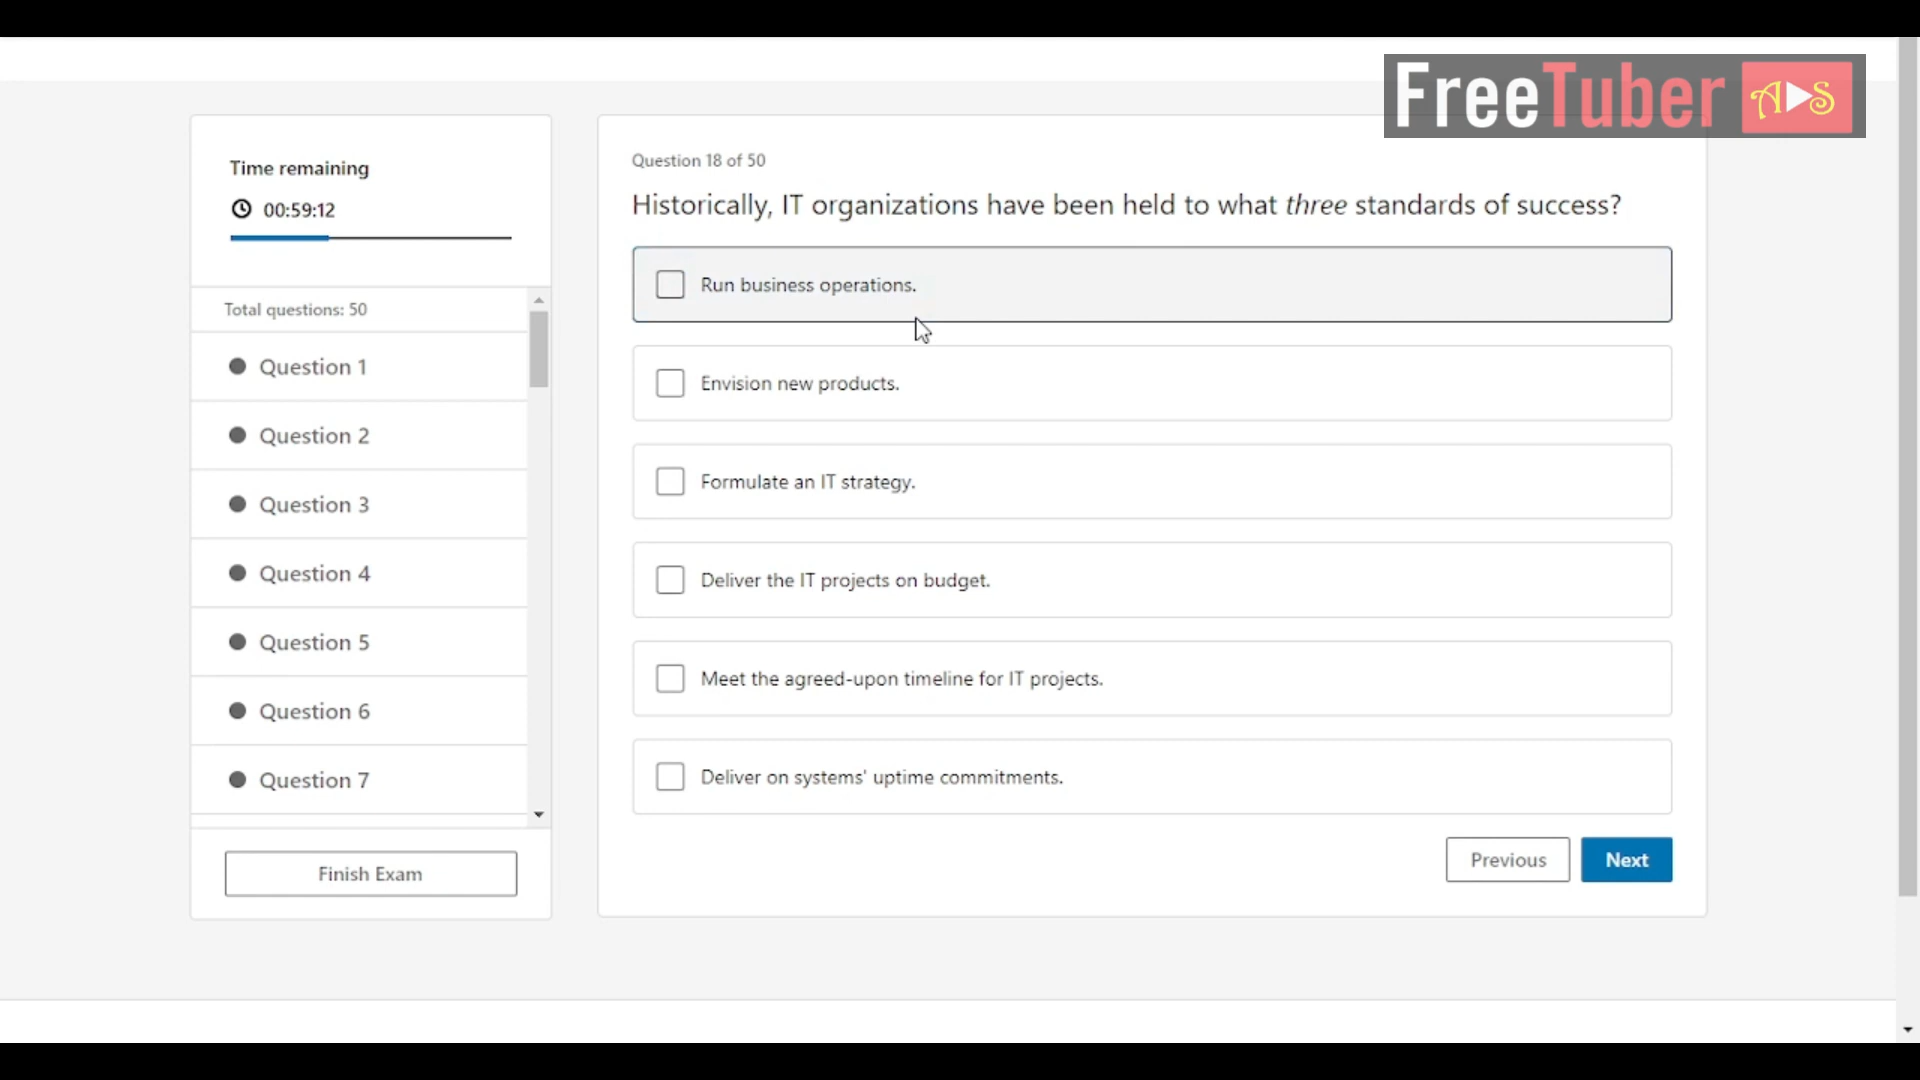 FreeTuber
A S
Time remaining
00:59:12
Total questions: 50
Question 1
Question 2
Question 3
Question 4
Question 5
Question 6
Question 7
Finish Exam
Question 18 of 50
Historically, IT organizations have been held to what three standards of success?
Run business operations.
Envision new products.
Formulate an IT strategy.
Deliver the IT projects on budget.
Meet the agreed-upon timeline for IT projects.
Deliver on systems' uptime commitments.
Previous
Next